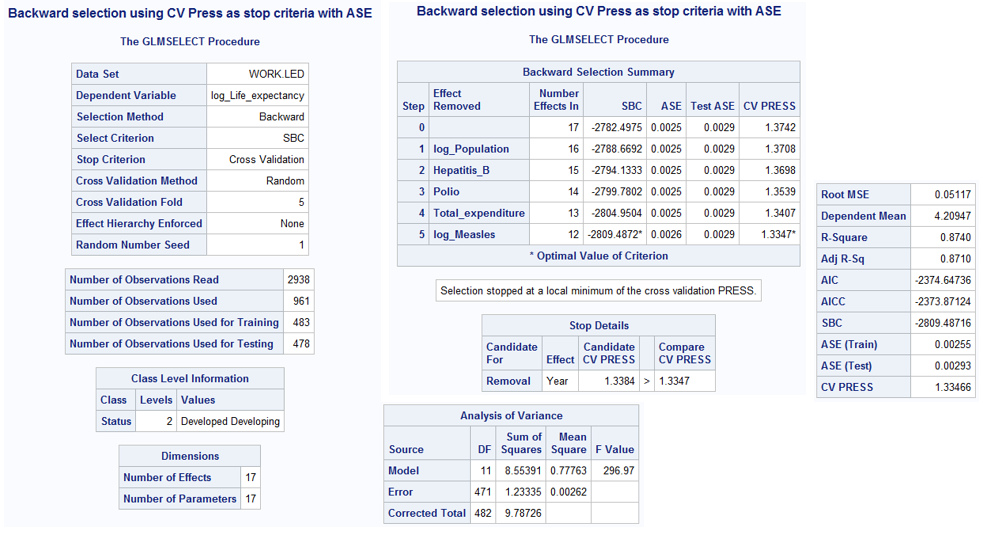 Backward selection using CV Press as stop criteria with ASE
The GLMSELECT Procedure
Data Set WORK.LED
Dependent Variable log_Life_expectancy
Selection Method Backward
Select Criterion SBC
Stop Criterion Cross Validation
Cross Validation Method Random
Cross Validation Fold 5
Effect Hierarchy Enforced None
Random Number Seed 1
Number of Observations Read 2938
Number of Observations Used 961
Number of Observations Used for Training 483
Number of Observations Used for Testing 478
Class Level Information
Class Levels Values
Status 2 Developed Developing
Dimensions
Number of Effects 17
Number of Parameters 17
Backward selection using CV Press as stop criteria with ASE
The GLMSELECT Procedure
Backward Selection Summary
Step Effect Removed Number Effects In SBC ASE Test ASE CV PRESS
0 17 -2782.4975 0.0025 0.0029 1.3742
1 log_Population 16 -2788.6692 0.0025 0.0029 1.3708
2 Hepatitis_B 15 -2794.1333 0.0025 0.0029 1.3698
3 Polio 14 -2799.7802 0.0025 0.0029 1.3539
4 Total_expenditure 13 -2804.9504 0.0025 0.0029 1.3407
5 log_Measles 12 -2809.4872* 0.0026 0.0029 1.3347*
* Optimal Value of Criterion
Selection stopped at a local minimum of the cross validation PRESS.
Stop Details
Candidate For Effect Candidate CV PRESS Compare CV PRESS
Removal Year 1.3384 > 1.3347
Analysis of Variance
Source DF Sum of Squares Mean Square F Value
Model 11 8.55391 0.77763 296.97
Error 471 1.23335 0.00262
Corrected Total 482 9.78726
Root MSE 0.05117
Dependent Mean 4.20947
R-Square 0.8740
Adj R-Sq 0.8710
AIC -2374.64736
AICC -2373.87124
SBC -2809.48716
ASE (Train) 0.00255
ASE (Test) 0.00293
CV PRESS 1.33466